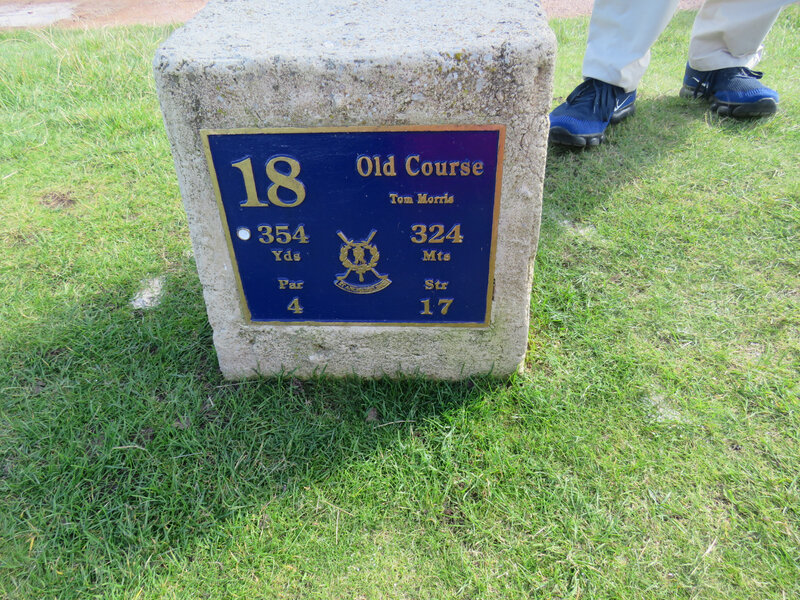 18 Old Course
Tom Morris
354 324
Yds Mts
Par Str
4 17